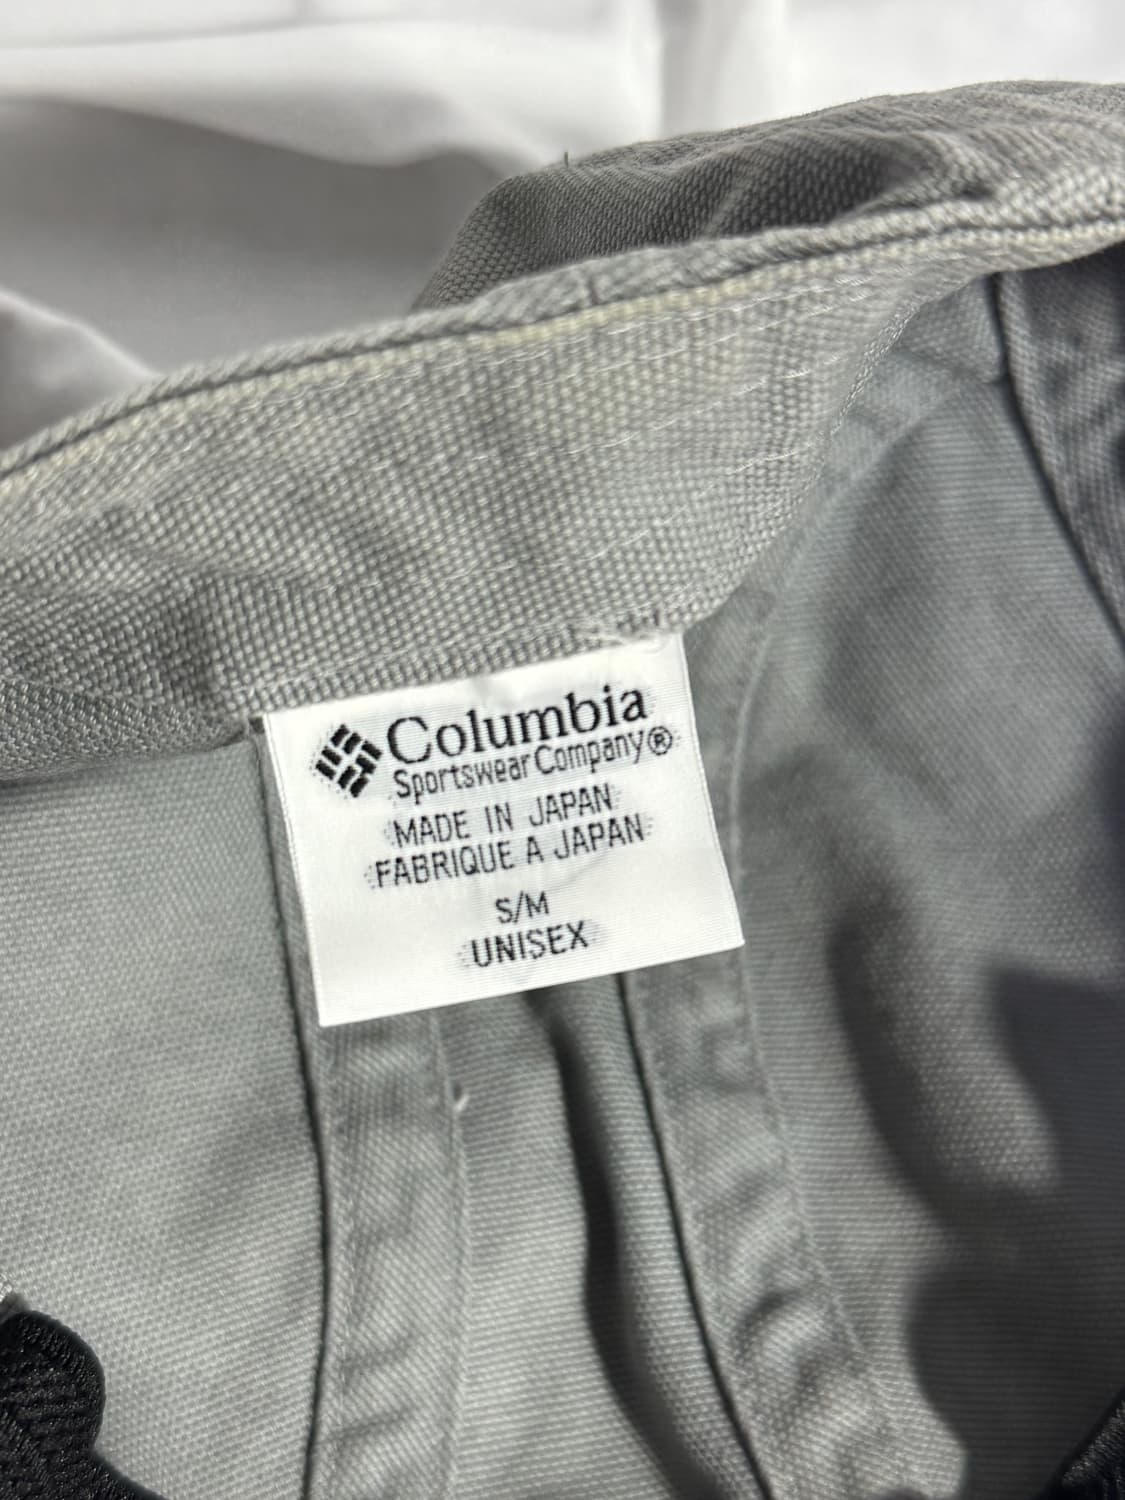 Columbia
Sportswear Company®
MADE IN JAPAN
FABRIQUE A JAPAN
S/M
UNISEX